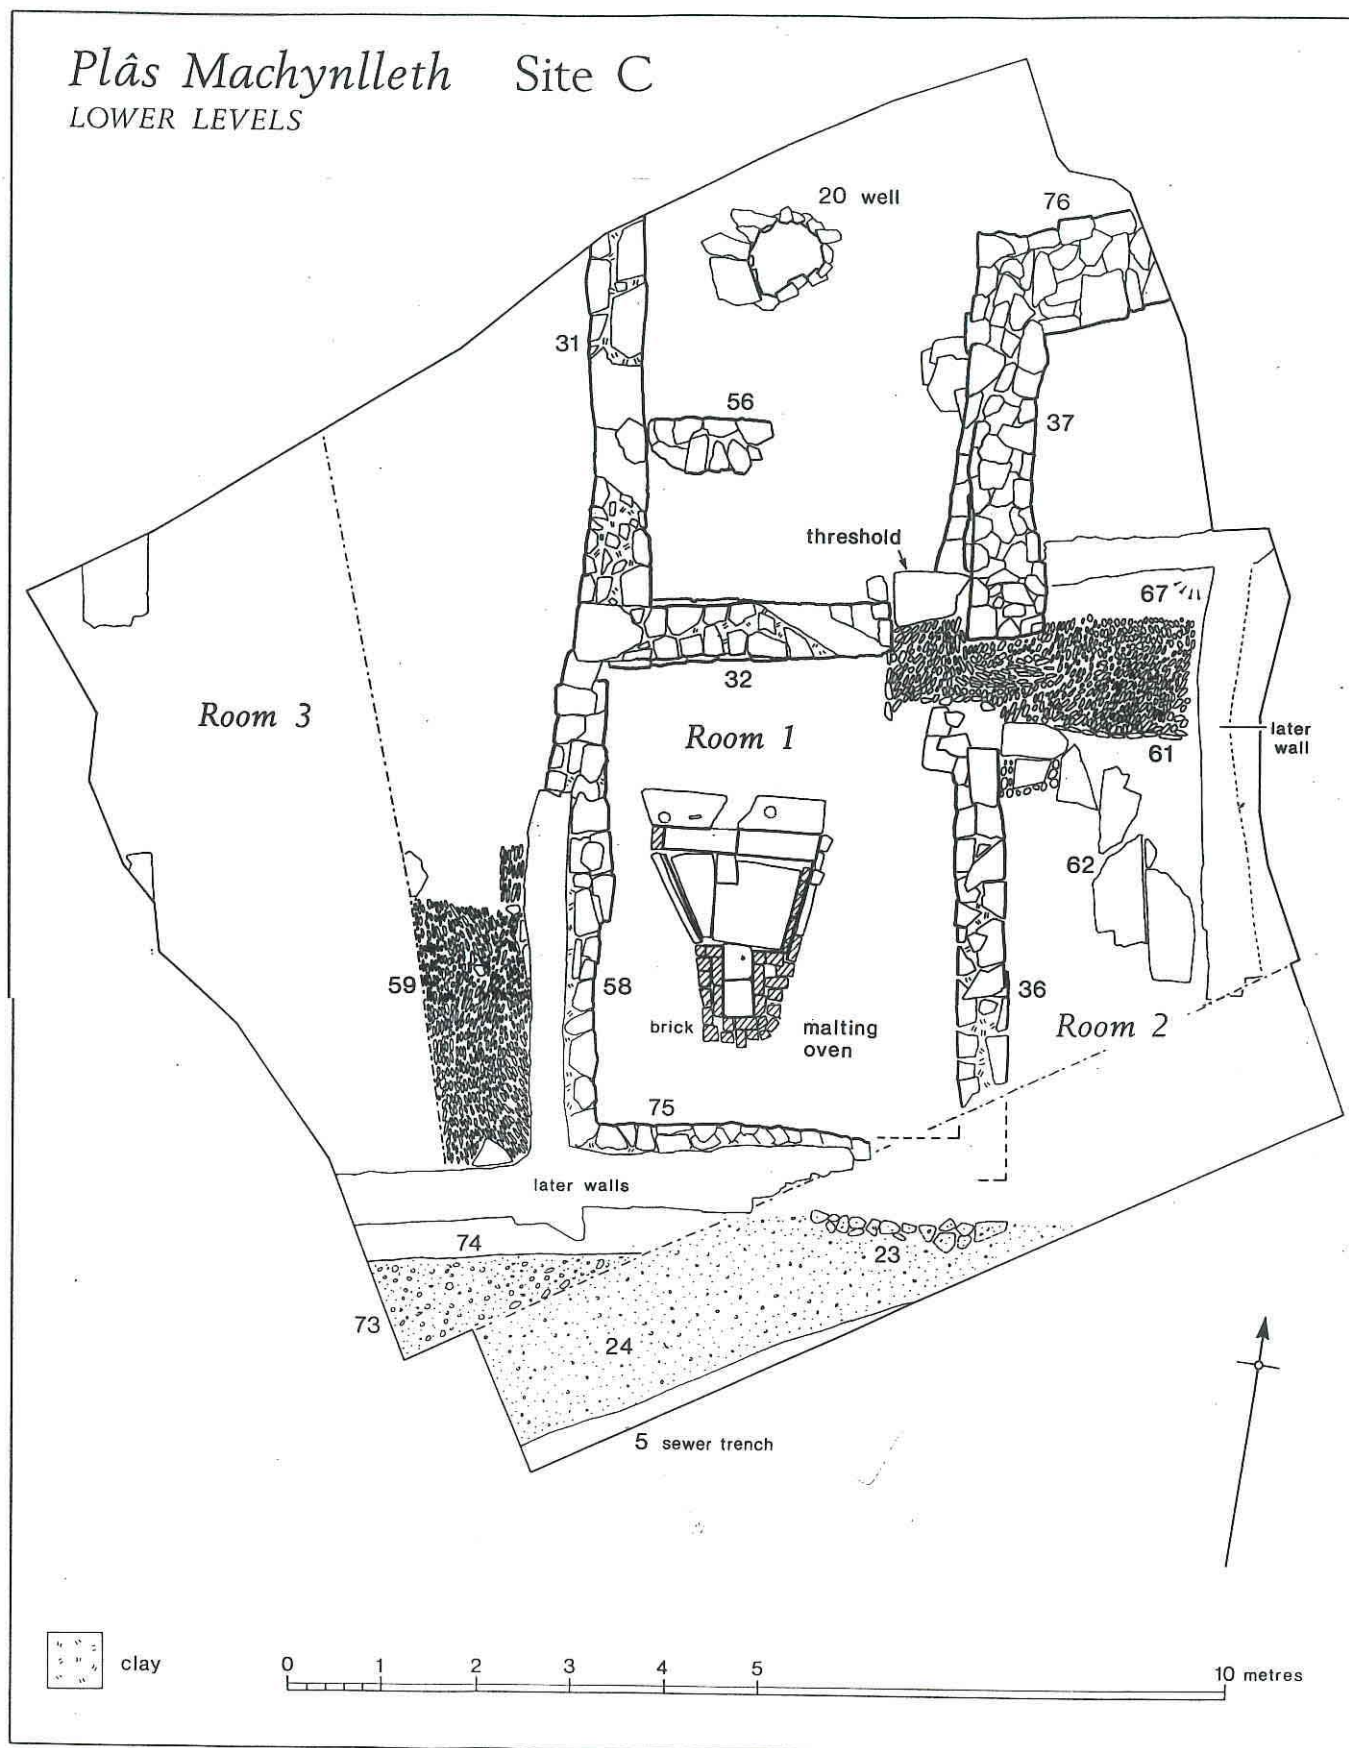 Plâs Machynlleth Site C
LOWER LEVELS
20 well
76
31
56
37
threshold
67
32
Room 3
Room 1
later
wall
61
62
59
58
36
brick
malting
oven
Room 2
75
later walls
74
23
73
24
5 sewer trench
clay
0 1 2 3 4 5 10 metres